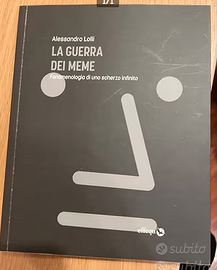 1/1
Alessandro Lolli
LA GUERRA
DEI MEME
Fenomenologia di uno scherzo infinito
effequ
subito